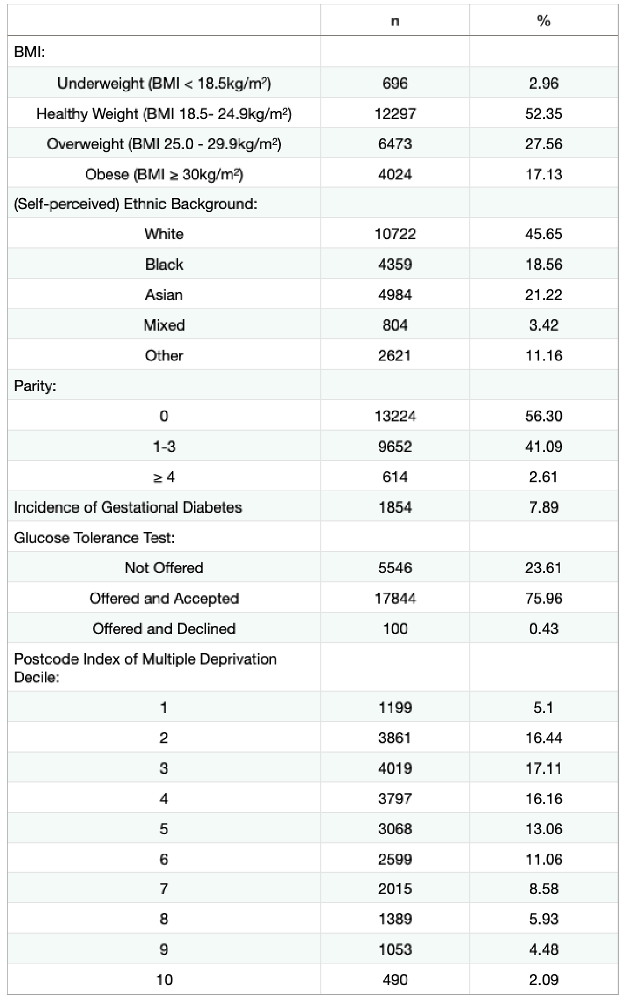 n %
BMI:
Underweight (BMI < 18.5kg/m²) 696 2.96
Healthy Weight (BMI 18.5- 24.9kg/m²) 12297 52.35
Overweight (BMI 25.0 - 29.9kg/m²) 6473 27.56
Obese (BMI ≥ 30kg/m²) 4024 17.13
(Self-perceived) Ethnic Background:
White 10722 45.65
Black 4359 18.56
Asian 4984 21.22
Mixed 804 3.42
Other 2621 11.16
Parity:
0 13224 56.30
1-3 9652 41.09
≥ 4 614 2.61
Incidence of Gestational Diabetes 1854 7.89
Glucose Tolerance Test:
Not Offered 5546 23.61
Offered and Accepted 17844 75.96
Offered and Declined 100 0.43
Postcode Index of Multiple Deprivation
Decile:
1 1199 5.1
2 3861 16.44
3 4019 17.11
4 3797 16.16
5 3068 13.06
6 2599 11.06
7 2015 8.58
8 1389 5.93
9 1053 4.48
10 490 2.09